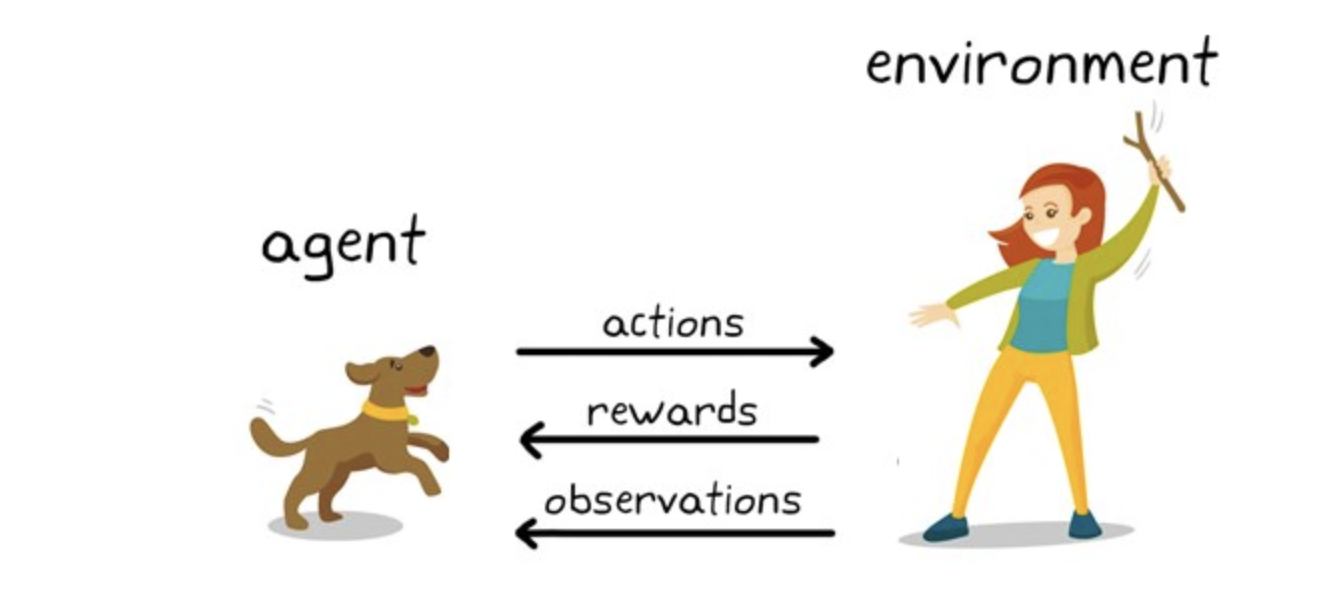 environment
agent
actions
rewards
observations